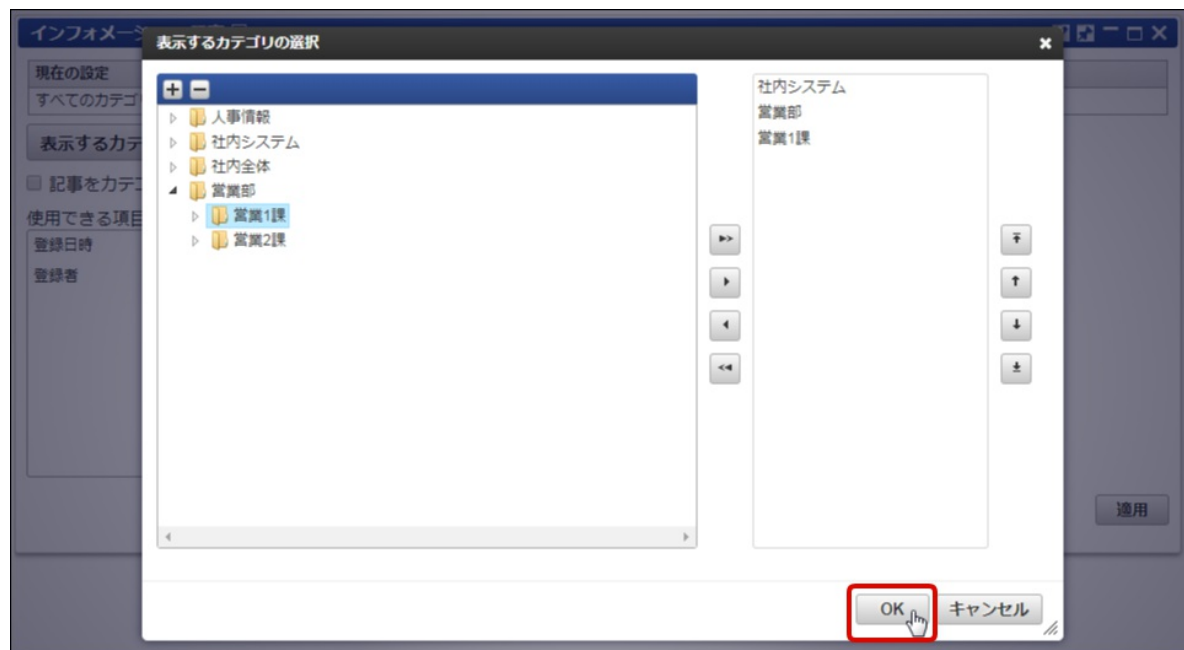 インフォメーシ
表示するカテゴリの選択
現在の設定
すべてのカテゴリ
表示するカテ
記事をカテゴ
使用できる項目
登録日時
登録者
人事情報
社内システム
社内全体
営業部
営業1課
営業2課
社内システム
営業部
営業1課
適用
OK
キャンセル